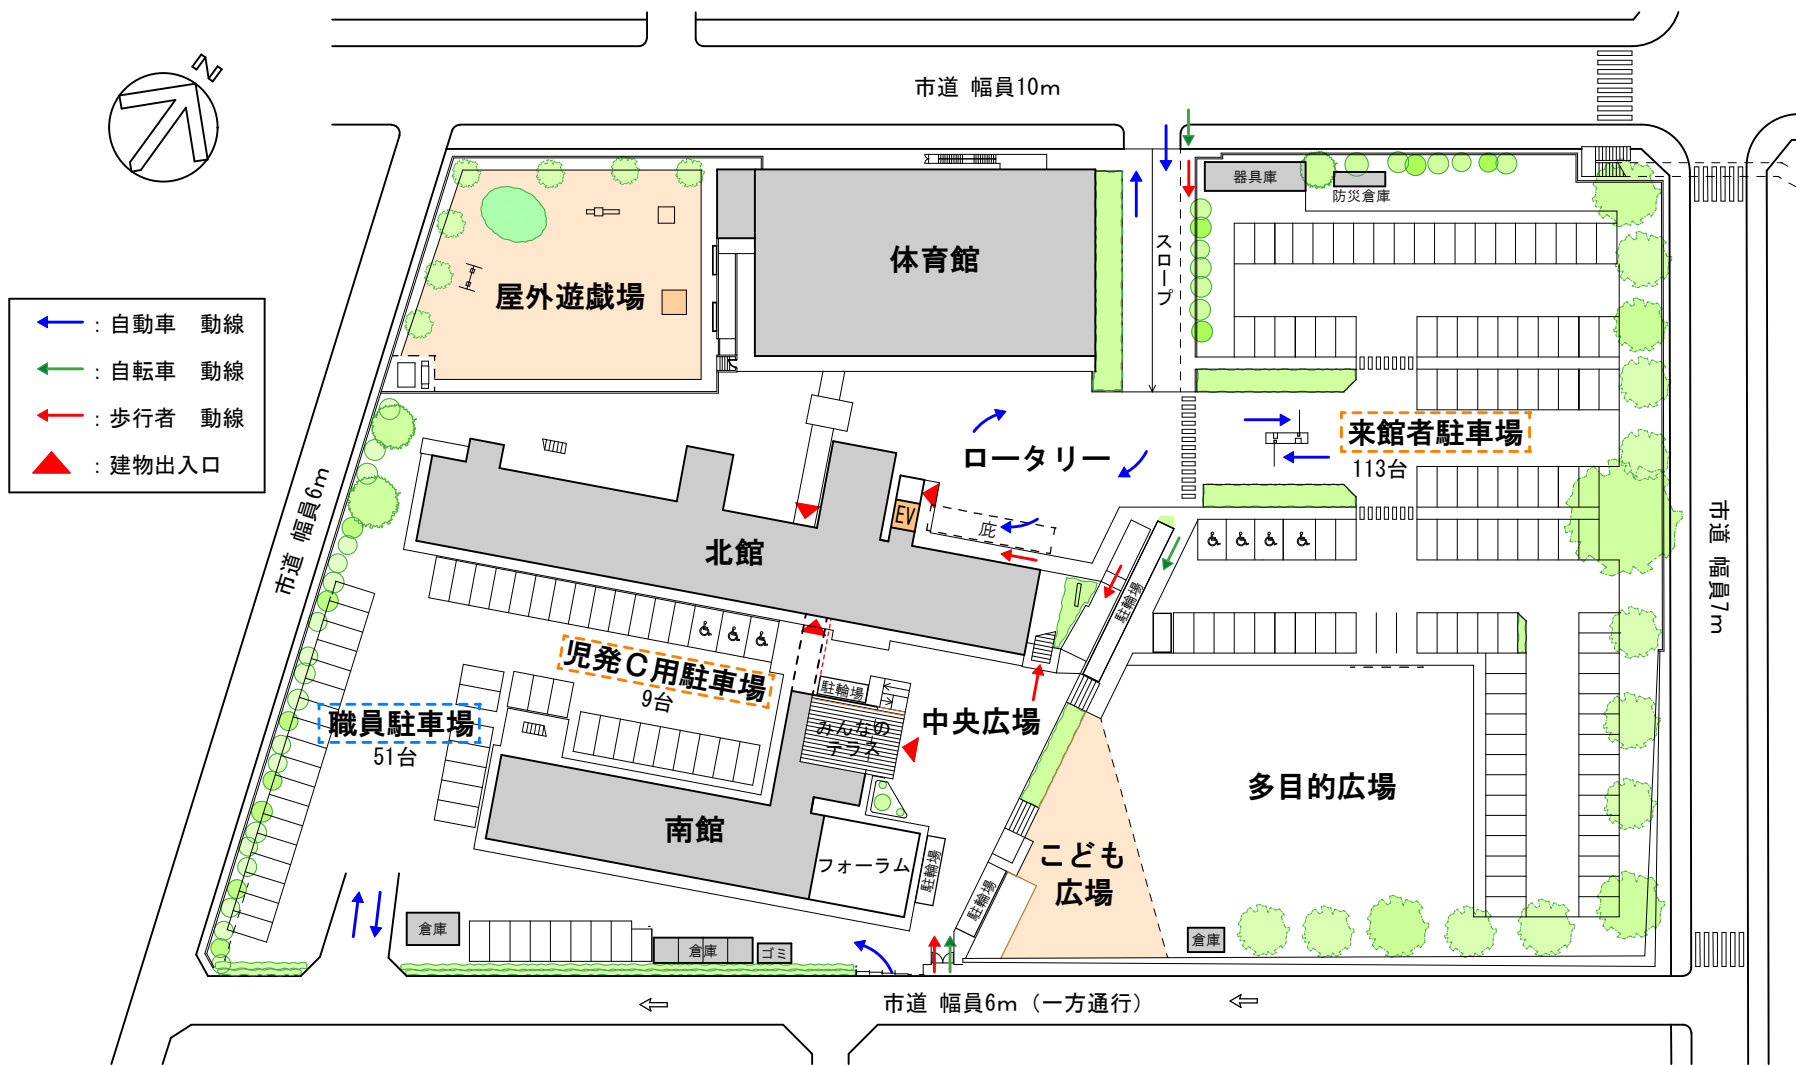 N
市道 幅員10m
器具庫
防災倉庫
体育館
スロープ
屋外遊戯場
：自動車 動線
：自転車 動線
：歩行者 動線
：建物出入口
来館者駐車場
113台
ロータリー
EV
庇
北館
市道 幅員6m
市道 幅員7m
駐輪場
児発C用駐車場
9台
駐輪場
みんなの
テラス
中央広場
職員駐車場
51台
多目的広場
南館
フォーラム
駐輪場
こども
広場
駐輪場
倉庫
倉庫
ゴミ
倉庫
市道 幅員6m（一方通行）